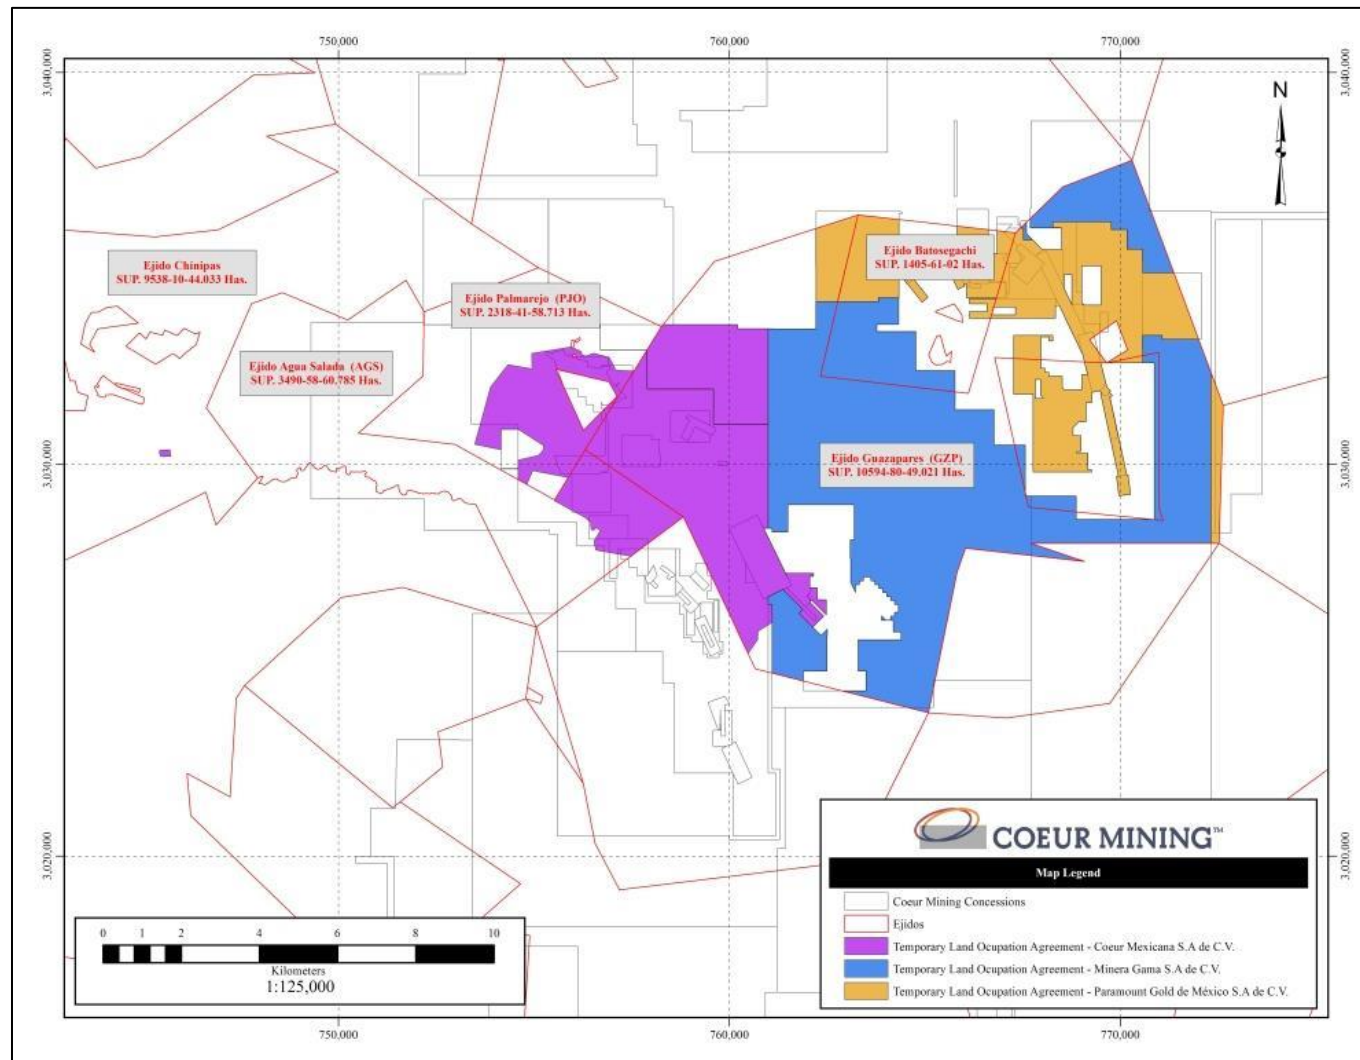 750,000
760,000
770,000
3,040,000
3,040,000
N
Ejido Batosegachi
SUP. 1405-61-02 Has.
Ejido Chinipas
SUP. 9538-10-44.033 Has.
Ejido Palmarejo (PJO)
SUP. 2318-41-58.713 Has.
Ejido Agua Salada (AGS)
SUP. 3490-58-60.785 Has.
3,030,000
3,030,000
Ejido Guazapares (GZP)
SUP. 10594-80-49.021 Has.
3,020,000
3,020,000
COEUR MINING™
Map Legend
Coeur Mining Concessions
Ejidos
Temporary Land Ocupation Agreement - Coeur Mexicana S.A de C.V.
Temporary Land Ocupation Agreement - Minera Gama S.A de C.V.
Temporary Land Ocupation Agreement - Paramount Gold de México S.A de C.V.
0 1 2 4 6 8 10
Kilometers
1:125,000
750,000
760,000
770,000